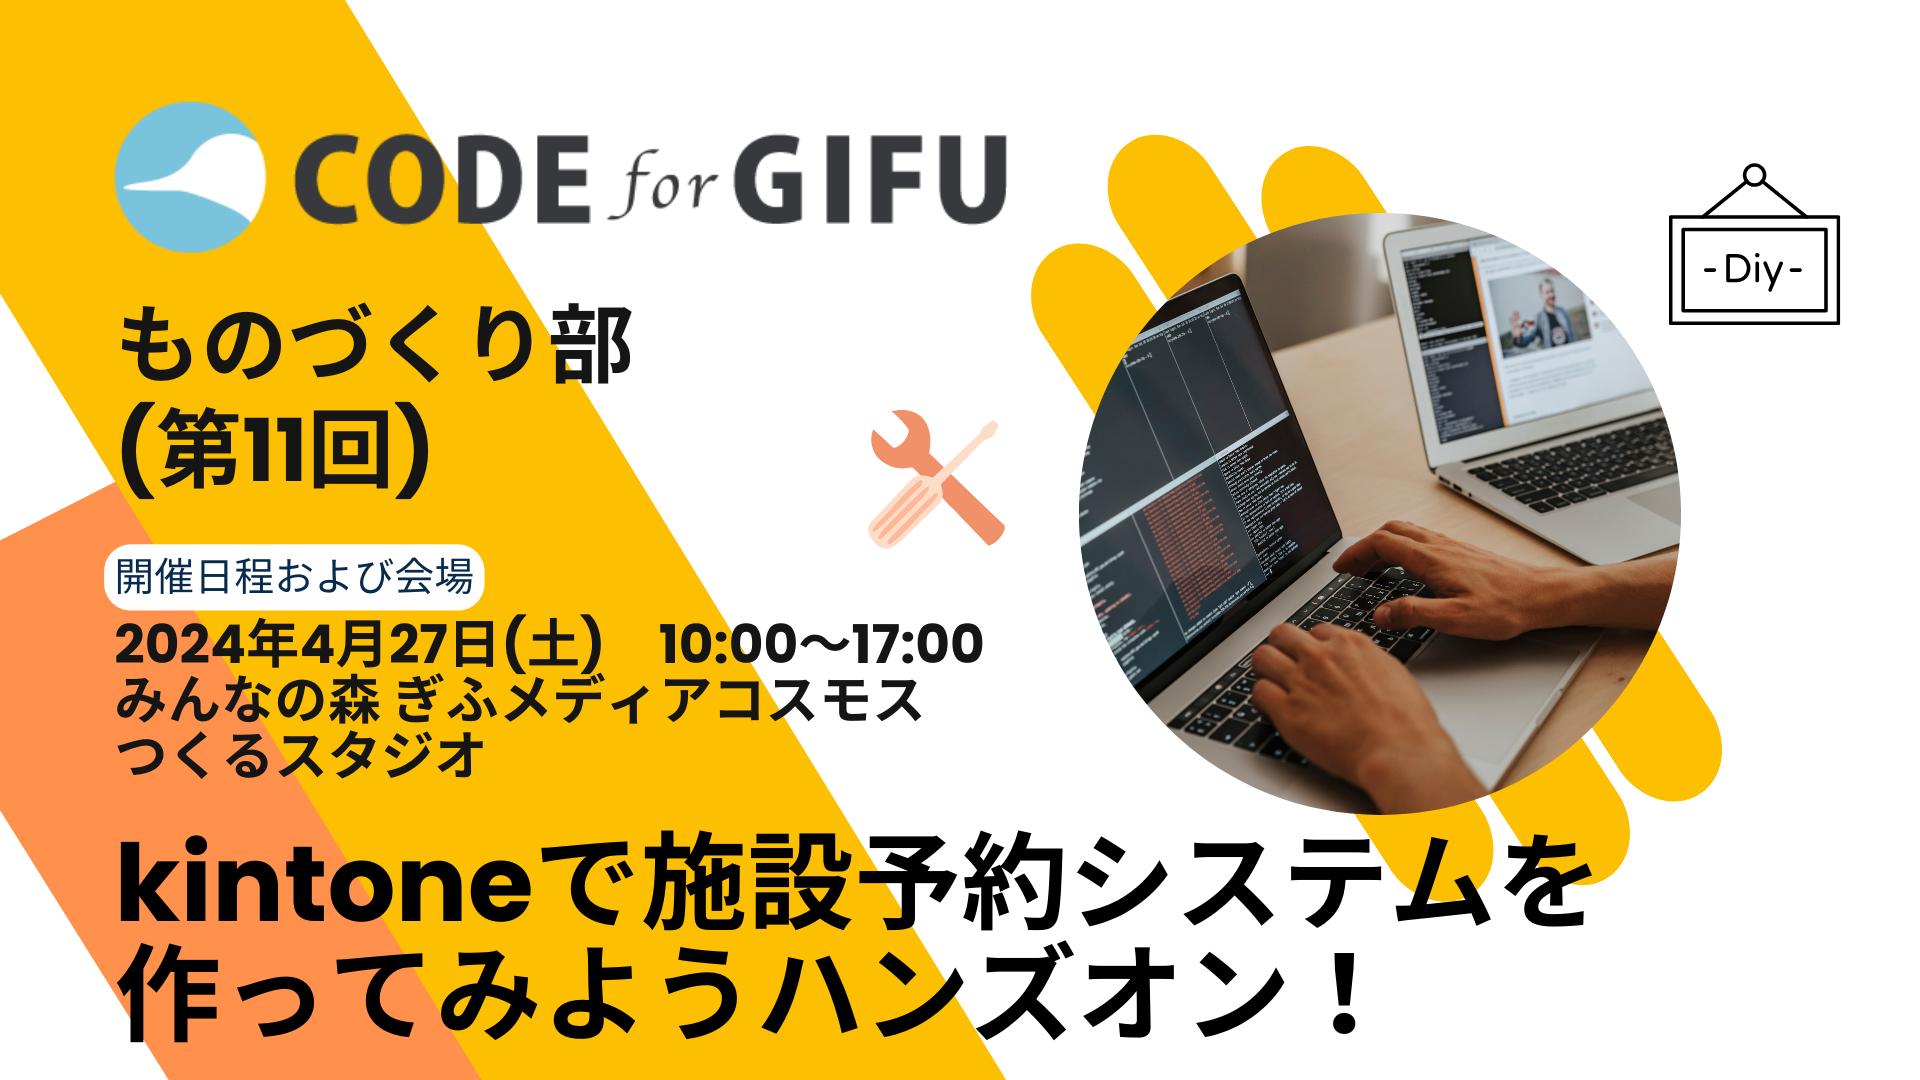 CODE for GIFU
ものづくり部
(第11回)
-Diy-
開催日程および会場
2024年4月27日(土)　10:00〜17:00
みんなの森 ぎふメディアコスモス
つくるスタジオ
kintoneで施設予約システムを
作ってみようハンズオン！